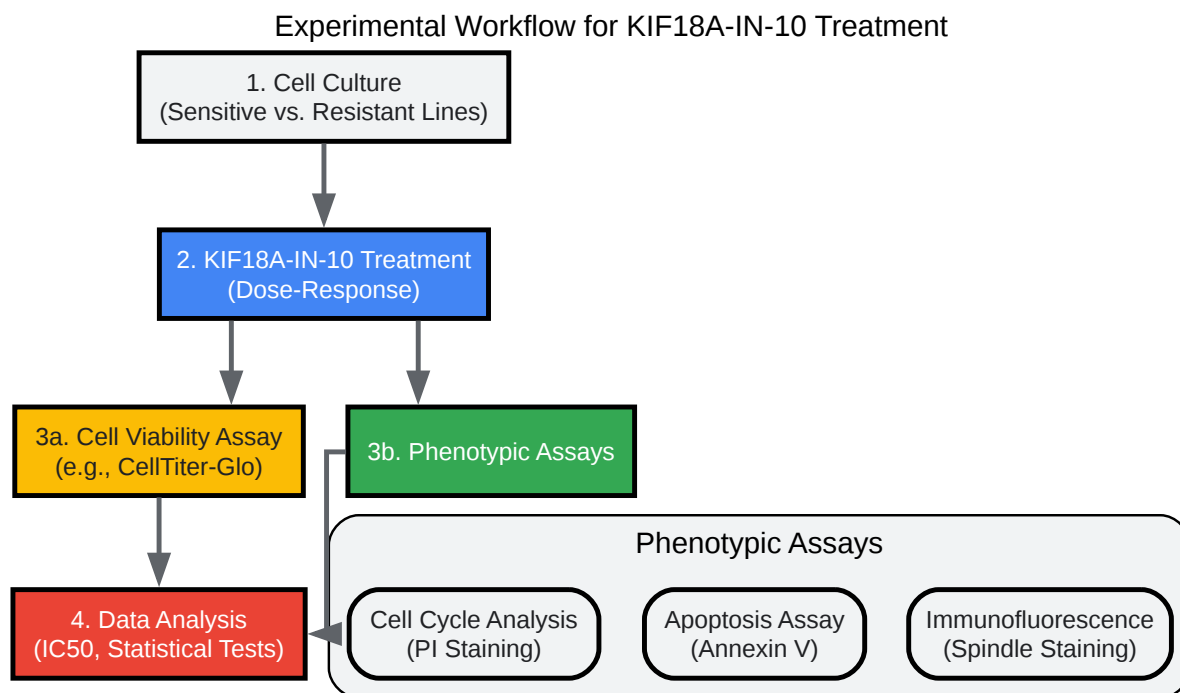 Experimental Workflow for KIF18A-IN-10 Treatment
1. Cell Culture
(Sensitive vs. Resistant Lines)
2. KIF18A-IN-10 Treatment
(Dose-Response)
3a. Cell Viability Assay
(e.g., CellTiter-Glo)
3b. Phenotypic Assays
4. Data Analysis
(IC50, Statistical Tests)
Phenotypic Assays
Cell Cycle Analysis
(PI Staining)
Apoptosis Assay
(Annexin V)
Immunofluorescence
(Spindle Staining)